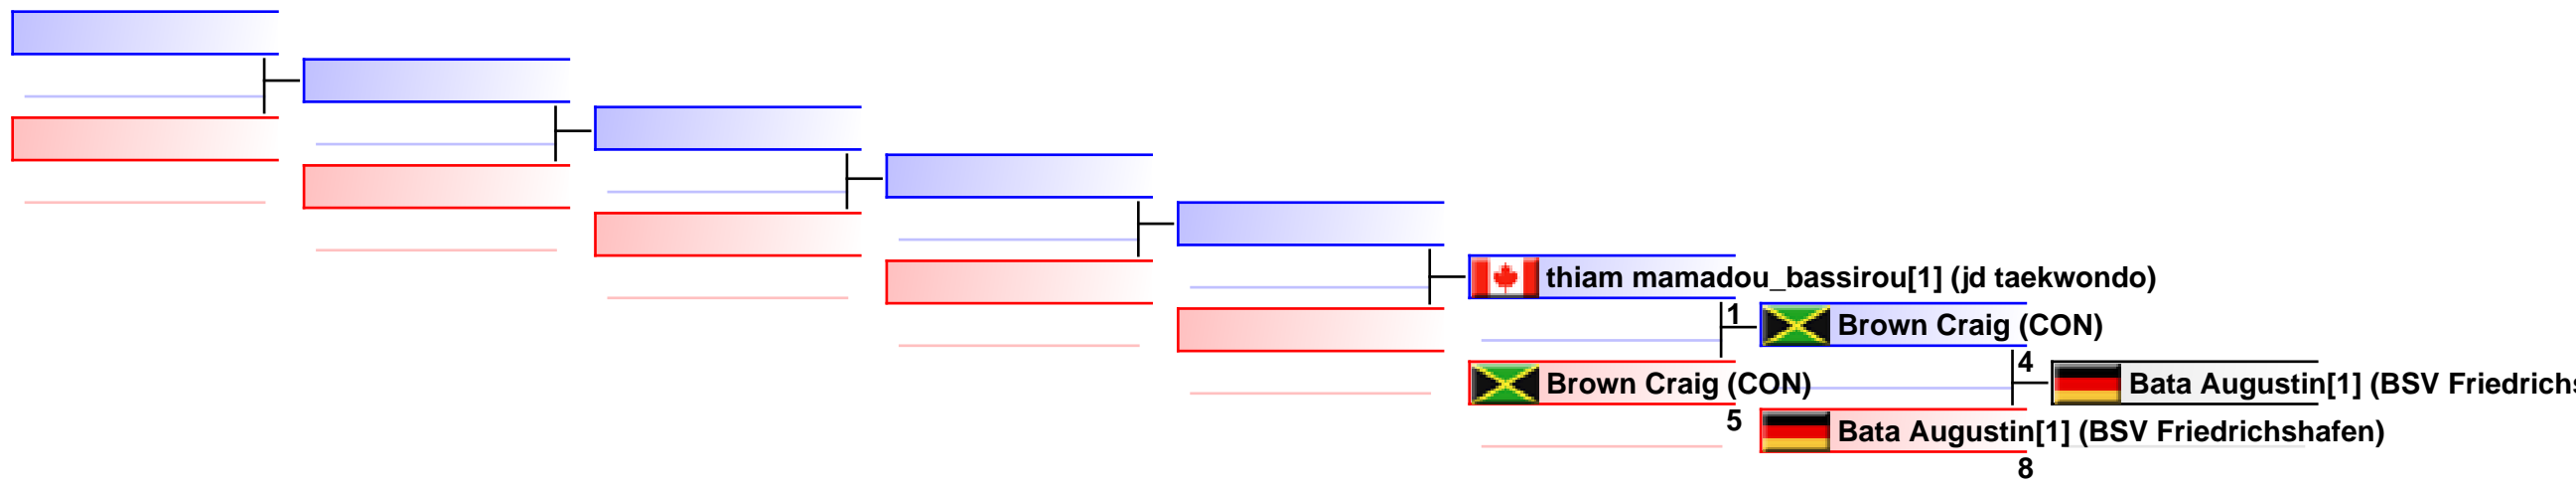 thiam mamadou_bassirou[1] (jd taekwondo)
1
Brown Craig (CON)
Brown Craig (CON)
5
4
Bata Augustin[1] (BSV Friedrichshafen)
8
Bata Augustin[1] (BSV Friedrichs